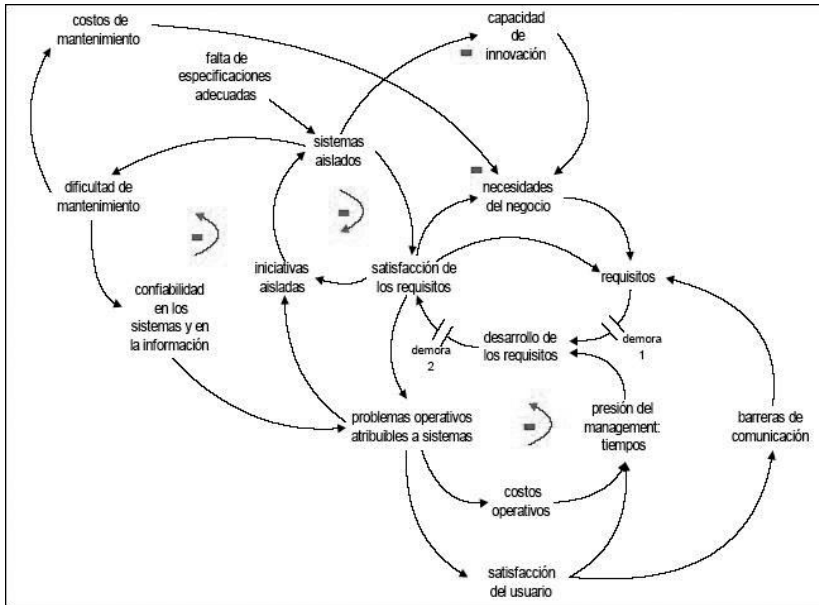 costos de
mantenimiento
capacidad
de
innovación
falta de
especificaciones
adecuadas
sistemas
aislados
dificultad de
mantenimiento
necesidades
del negocio
iniciativas
aisladas
satisfacción de
los requisitos
requisitos
confiabilidad
en los
sistemas y en
la información
demora
2
desarrollo de
los requisitos
demora
1
problemas operativos
atribuibles a sistemas
presión del
management:
tiempos
barreras de
comunicación
costos
operativos
satisfacción
del usuario